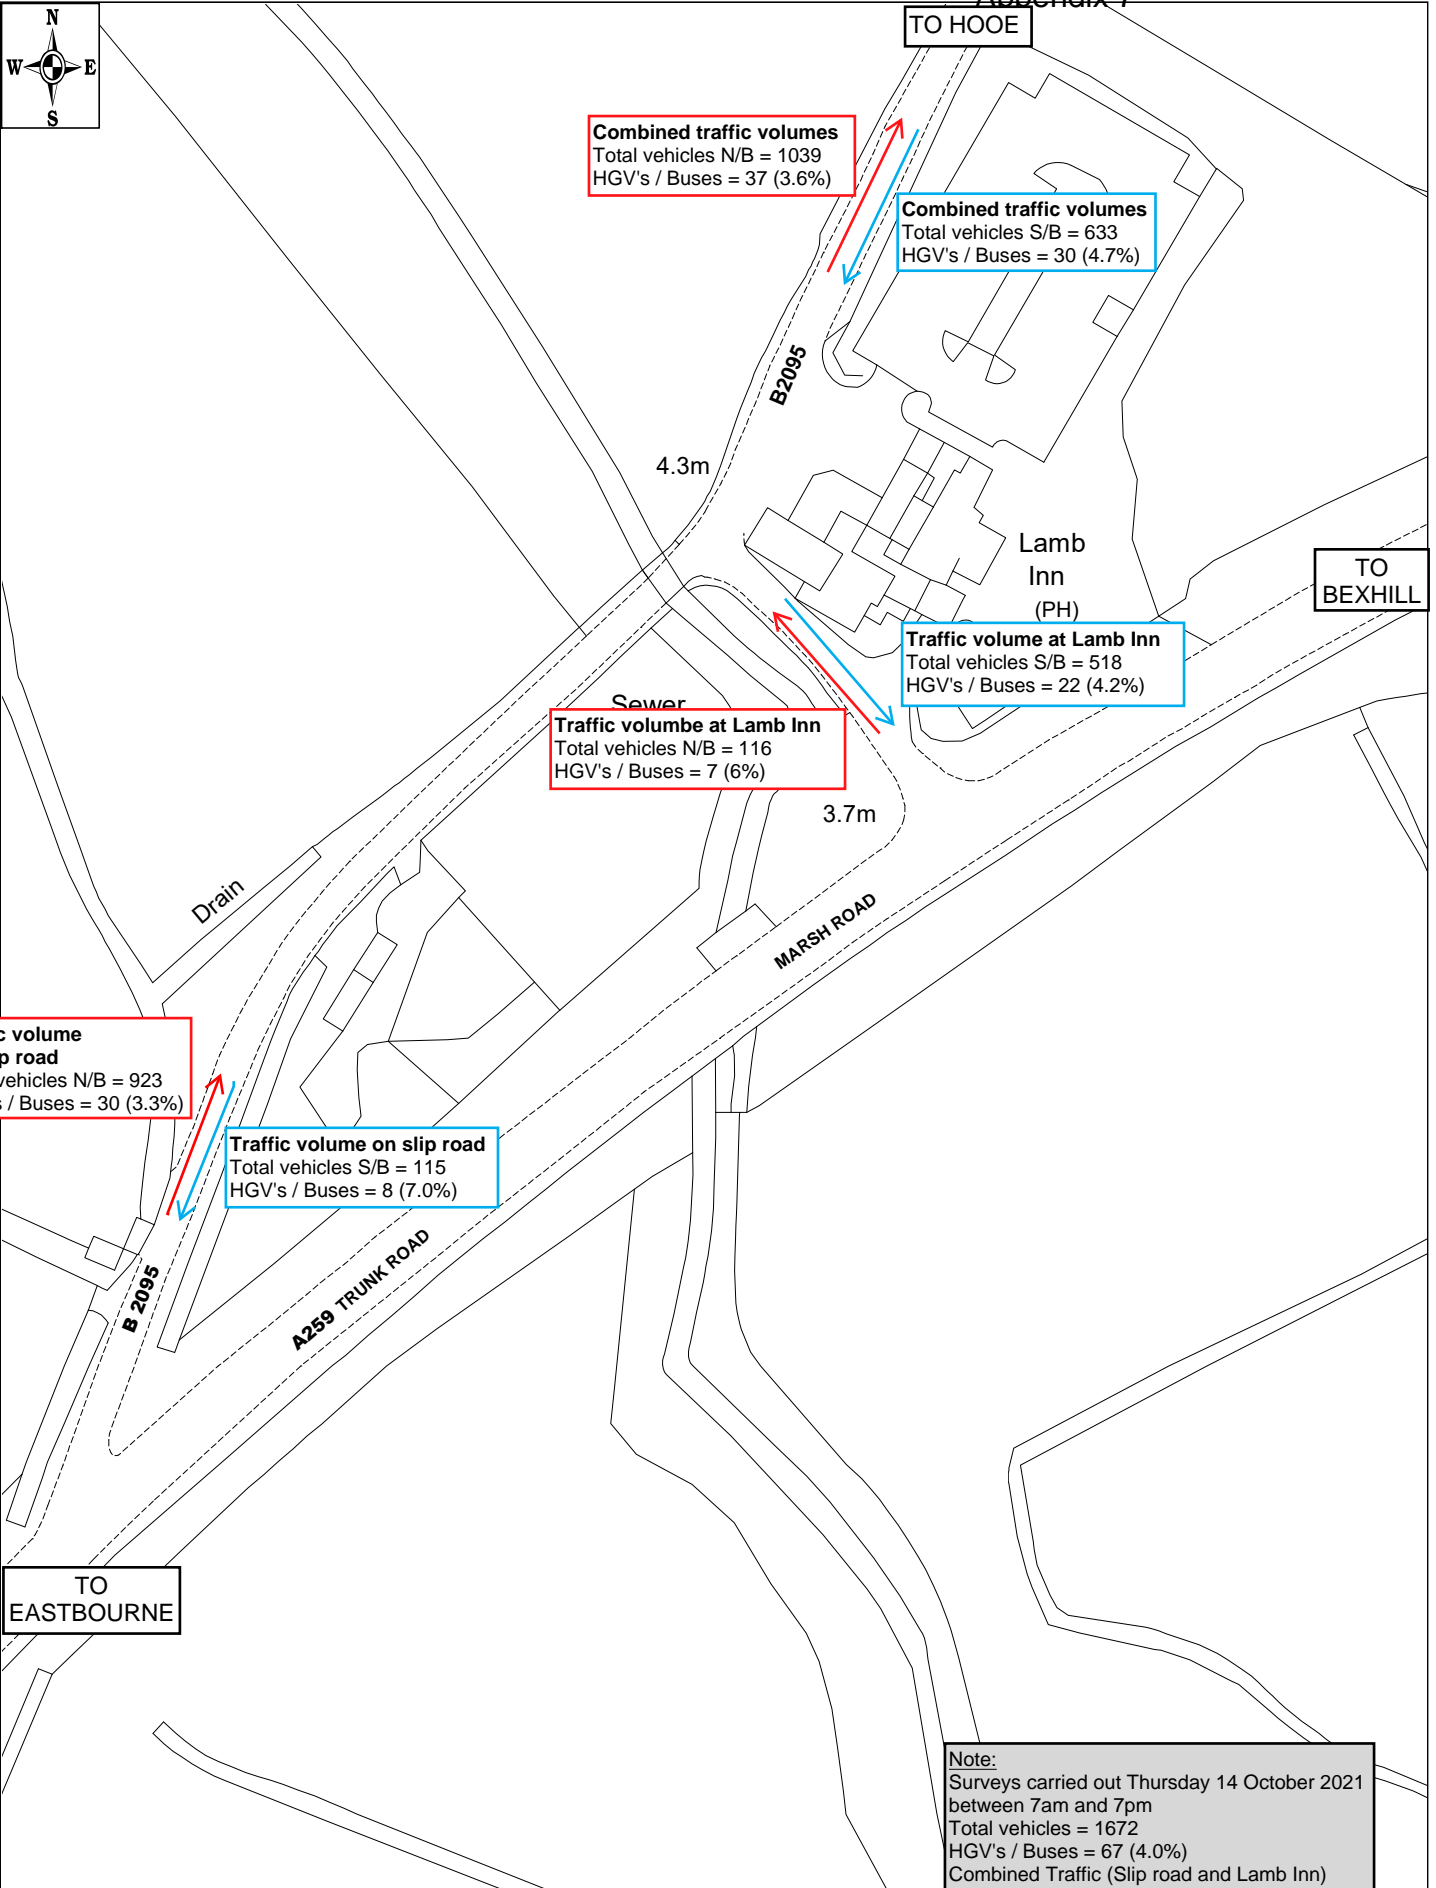 N
W E
S
TO HOOE
Combined traffic volumes
Total vehicles N/B = 1039
HGV's / Buses = 37 (3.6%)
Combined traffic volumes
Total vehicles S/B = 633
HGV's / Buses = 30 (4.7%)
B2095
4.3m
Lamb
Inn
(PH)
TO
BEXHILL
Traffic volume at Lamb Inn
Total vehicles S/B = 518
HGV's / Buses = 22 (4.2%)
Sewer
Traffic volumbe at Lamb Inn
Total vehicles N/B = 116
HGV's / Buses = 7 (6%)
3.7m
Drain
MARSH ROAD
c volume
p road
vehicles N/B = 923
s / Buses = 30 (3.3%)
Traffic volume on slip road
Total vehicles S/B = 115
HGV's / Buses = 8 (7.0%)
B 2095
A259 TRUNK ROAD
TO
EASTBOURNE
Note:
Surveys carried out Thursday 14 October 2021
between 7am and 7pm
Total vehicles = 1672
HGV's / Buses = 67 (4.0%)
Combined Traffic (Slip road and Lamb Inn)